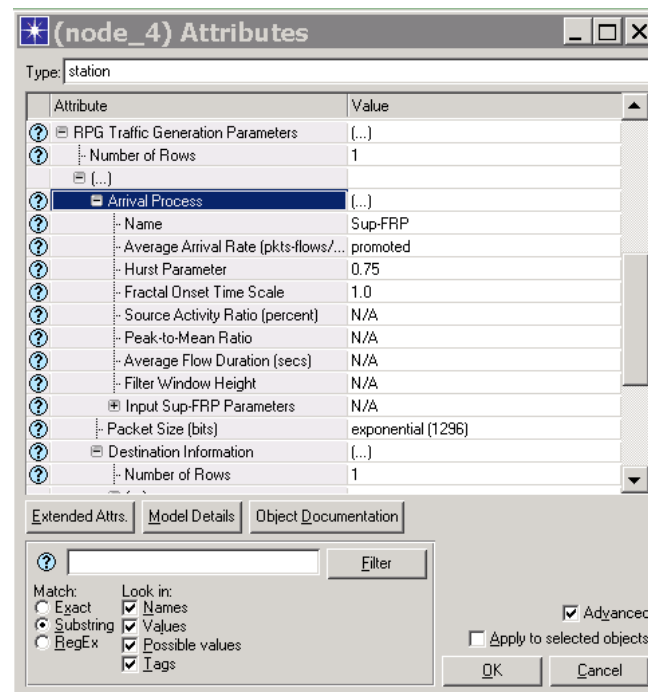 (node_4) Attributes
Type: station
Attribute Value
RPG Traffic Generation Parameters (...)
Number of Rows 1
(...)
Arrival Process (...)
Name Sup-FRP
Average Arrival Rate (pkts-flows/... promoted
Hurst Parameter 0.75
Fractal Onset Time Scale 1.0
Source Activity Ratio (percent) N/A
Peak-to-Mean Ratio N/A
Average Flow Duration (secs) N/A
Filter Window Height N/A
Input Sup-FRP Parameters N/A
Packet Size (bits) exponential (1296)
Destination Information (...)
Number of Rows 1
Extended Attrs. Model Details Object Documentation
Filter
Match: Look in:
Exact Names
Substring Values
RegEx Possible values
Tags
Advanced
Apply to selected objects
OK Cancel